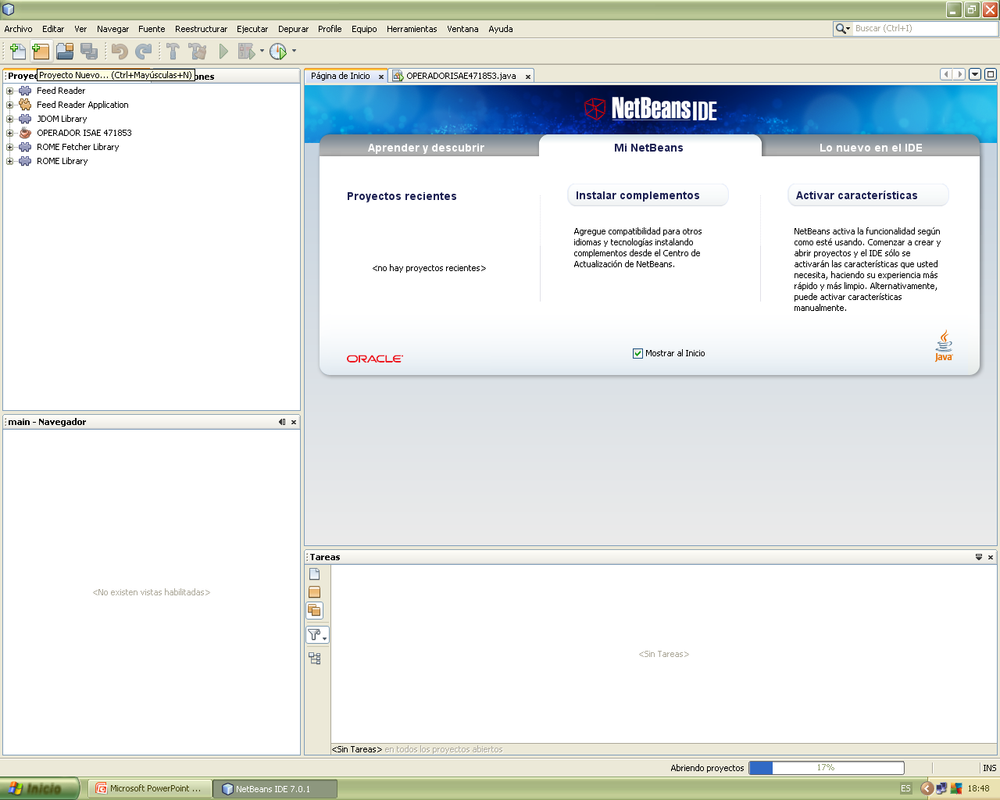 Archivo Editar Ver Navegar Fuente Reestructurar Ejecutar Depurar Profile Equipo Herramientas Ventana Ayuda
Buscar (Ctrl+I)
Proyecto Nuevo... (Ctrl+Mayúsculas+N)
Página de Inicio
OPERADORISAE471853.java
Feed Reader
Feed Reader Application
JDOM Library
OPERADOR ISAE 471853
ROME Fetcher Library
ROME Library
NetBeans IDE
Aprender y descubrir
Mi NetBeans
Lo nuevo en el IDE
Proyectos recientes
<no hay proyectos recientes>
Instalar complementos
Agregue compatibilidad para otros
idiomas y tecnologías instalando
complementos desde el Centro de
Actualización de NetBeans.
Activar características
NetBeans activa la funcionalidad según
como esté usando. Comenzar a crear y
abrir proyectos y el IDE sólo se
activarán las características que usted
necesita, haciendo su experiencia más
rápido y más limpio. Alternativamente,
puede activar características
manualmente.
ORACLE
Mostrar al Inicio
Java
main - Navegador
<No existen vistas habilitadas>
Tareas
<Sin Tareas>
<Sin Tareas> en todos los proyectos abiertos
Abriendo proyectos 17% INS
Inicio
Microsoft PowerPoint ...
NetBeans IDE 7.0.1
ES
18:48